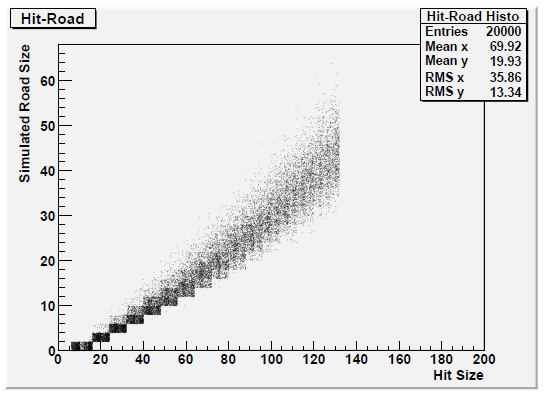 Hit-Road
Hit-Road Histo
Entries 20000
Mean x 69.92
Mean y 19.93
RMS x 35.86
RMS y 13.34
Simulated Road Size
60
50
40
30
20
10
0
0 20 40 60 80 100 120 140 160 180 200
Hit Size